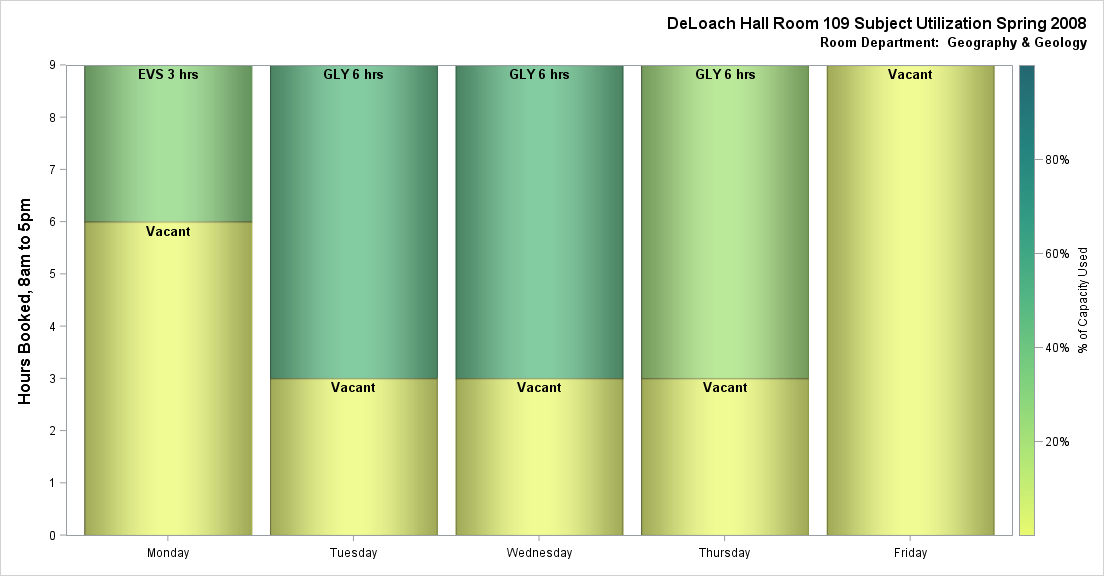 DeLoach Hall Room 109 Subject Utilization Spring 2008
Room Department: Geography & Geology
Hours Booked, 8am to 5pm
9
8
7
6
5
4
3
2
1
0
EVS 3 hrs
Vacant
GLY 6 hrs
Vacant
GLY 6 hrs
Vacant
GLY 6 hrs
Vacant
Vacant
Monday
Tuesday
Wednesday
Thursday
Friday
80%
60%
40%
20%
% of Capacity Used